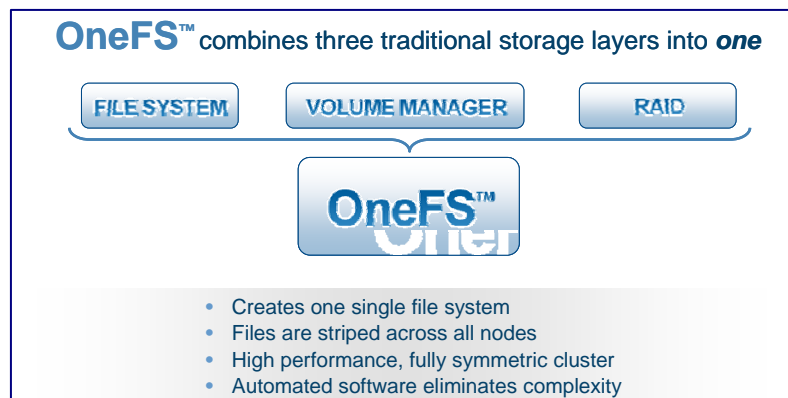 OneFS™ combines three traditional storage layers into one
FILE SYSTEM VOLUME MANAGER RAID
OneFS™
• Creates one single file system
• Files are striped across all nodes
• High performance, fully symmetric cluster
• Automated software eliminates complexity